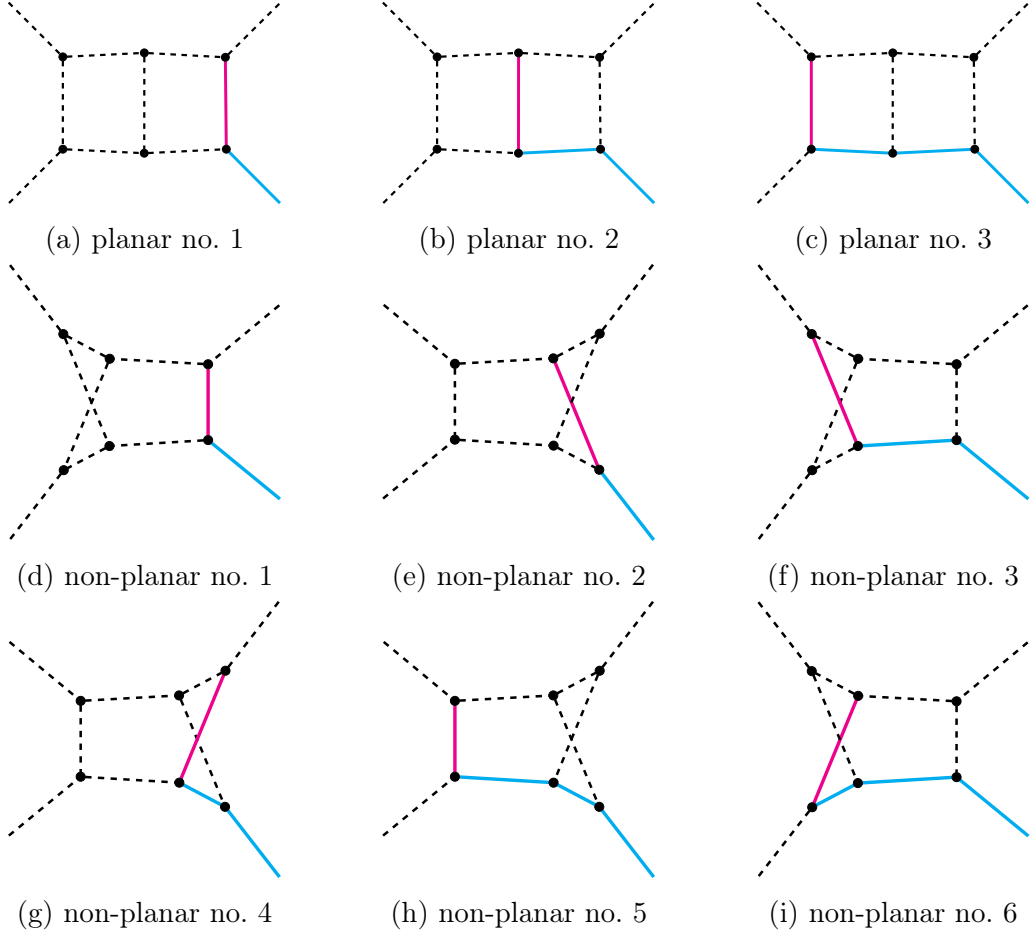 (a) planar no. 1
(b) planar no. 2
(c) planar no. 3
(d) non-planar no. 1
(e) non-planar no. 2
(f) non-planar no. 3
(g) non-planar no. 4
(h) non-planar no. 5
(i) non-planar no. 6